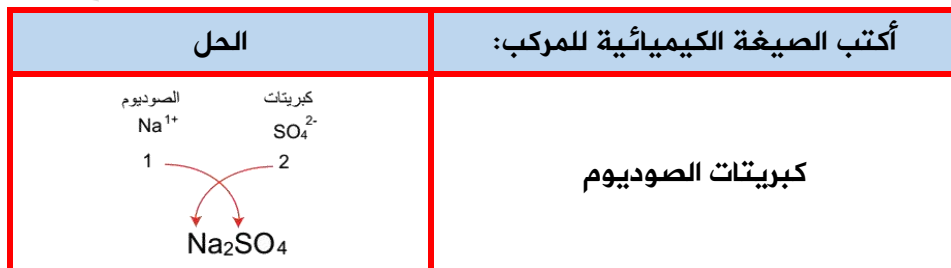 أكتب الصيغة الكيميائية للمركب:
الحل
كبريتات الصوديوم
الصوديوم كبريتات
Na¹⁺ SO₄²⁻
1 2
Na₂SO₄